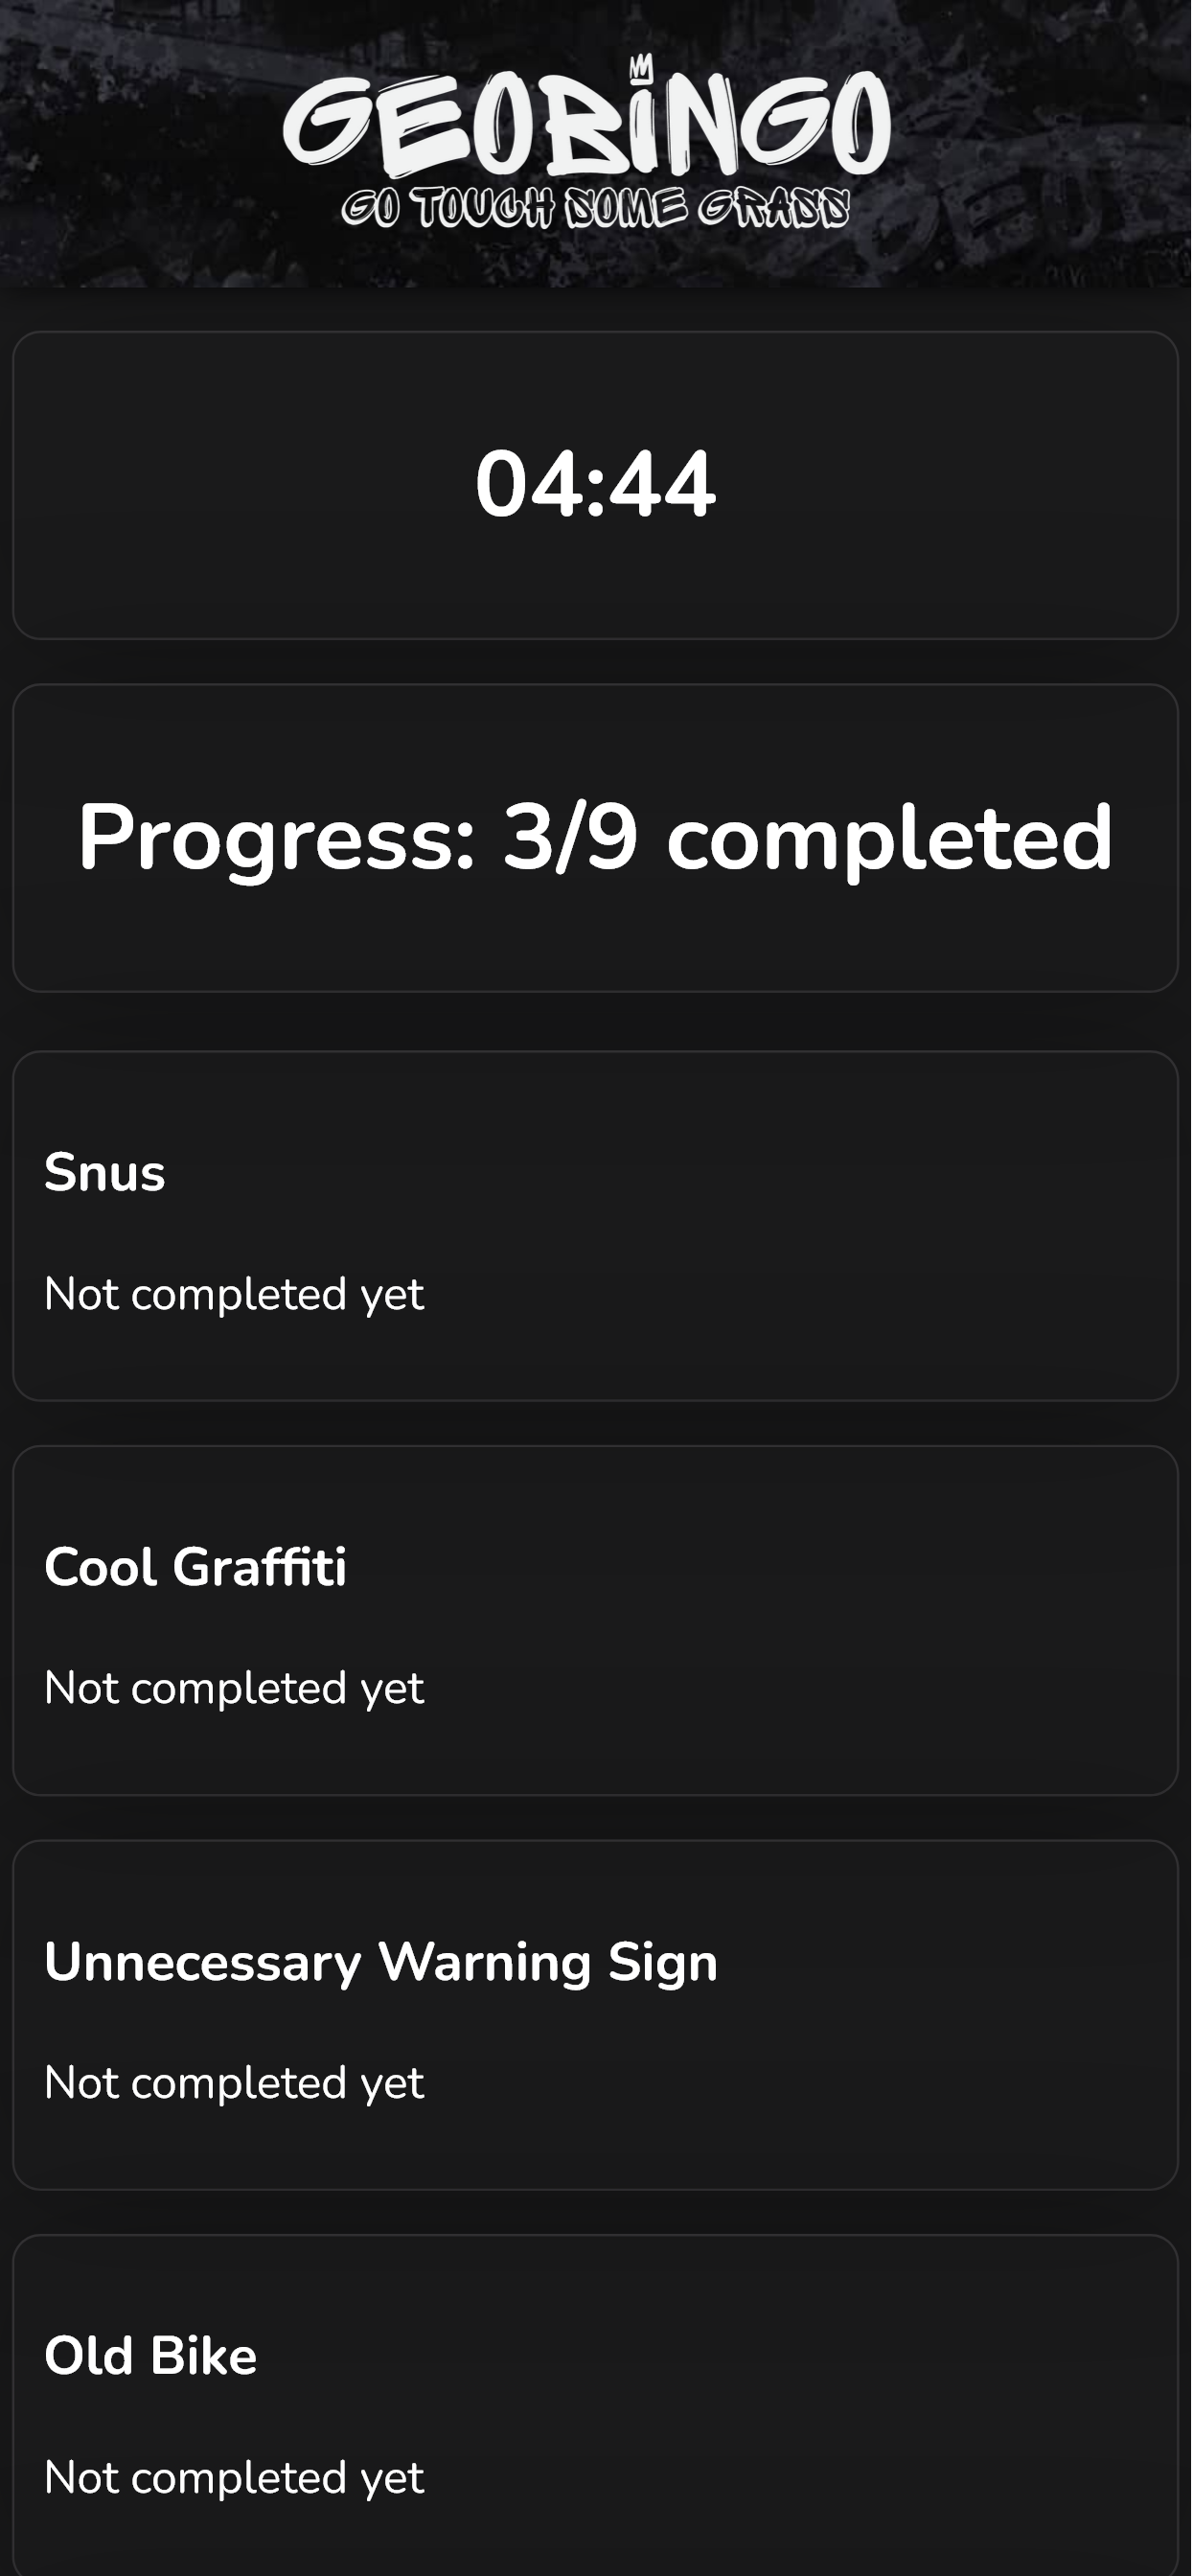 GEOBINGO
GO TOUCH SOME GRASS
04:44
Progress: 3/9 completed
Snus
Not completed yet
Cool Graffiti
Not completed yet
Unnecessary Warning Sign
Not completed yet
Old Bike
Not completed yet